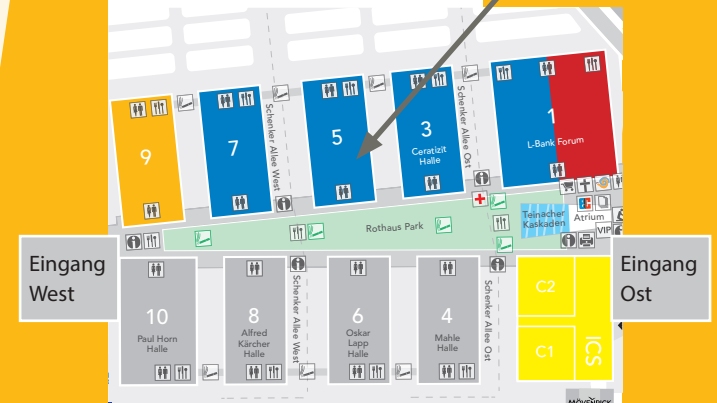 Schenker Allee West
Schenker Allee Ost
9
7
5
3
Ceratizit
Halle
1
L-Bank Forum
Rothaus Park
Teinacher
Kaskaden
Atrium
VIP
Eingang
West
Eingang
Ost
10
Paul Horn
Halle
8
Alfred
Kärcher
Halle
6
Oskar
Lapp
Halle
4
Mahle
Halle
Schenker Allee West
Schenker Allee Ost
C2
C1
ICS
MÖVENPICK